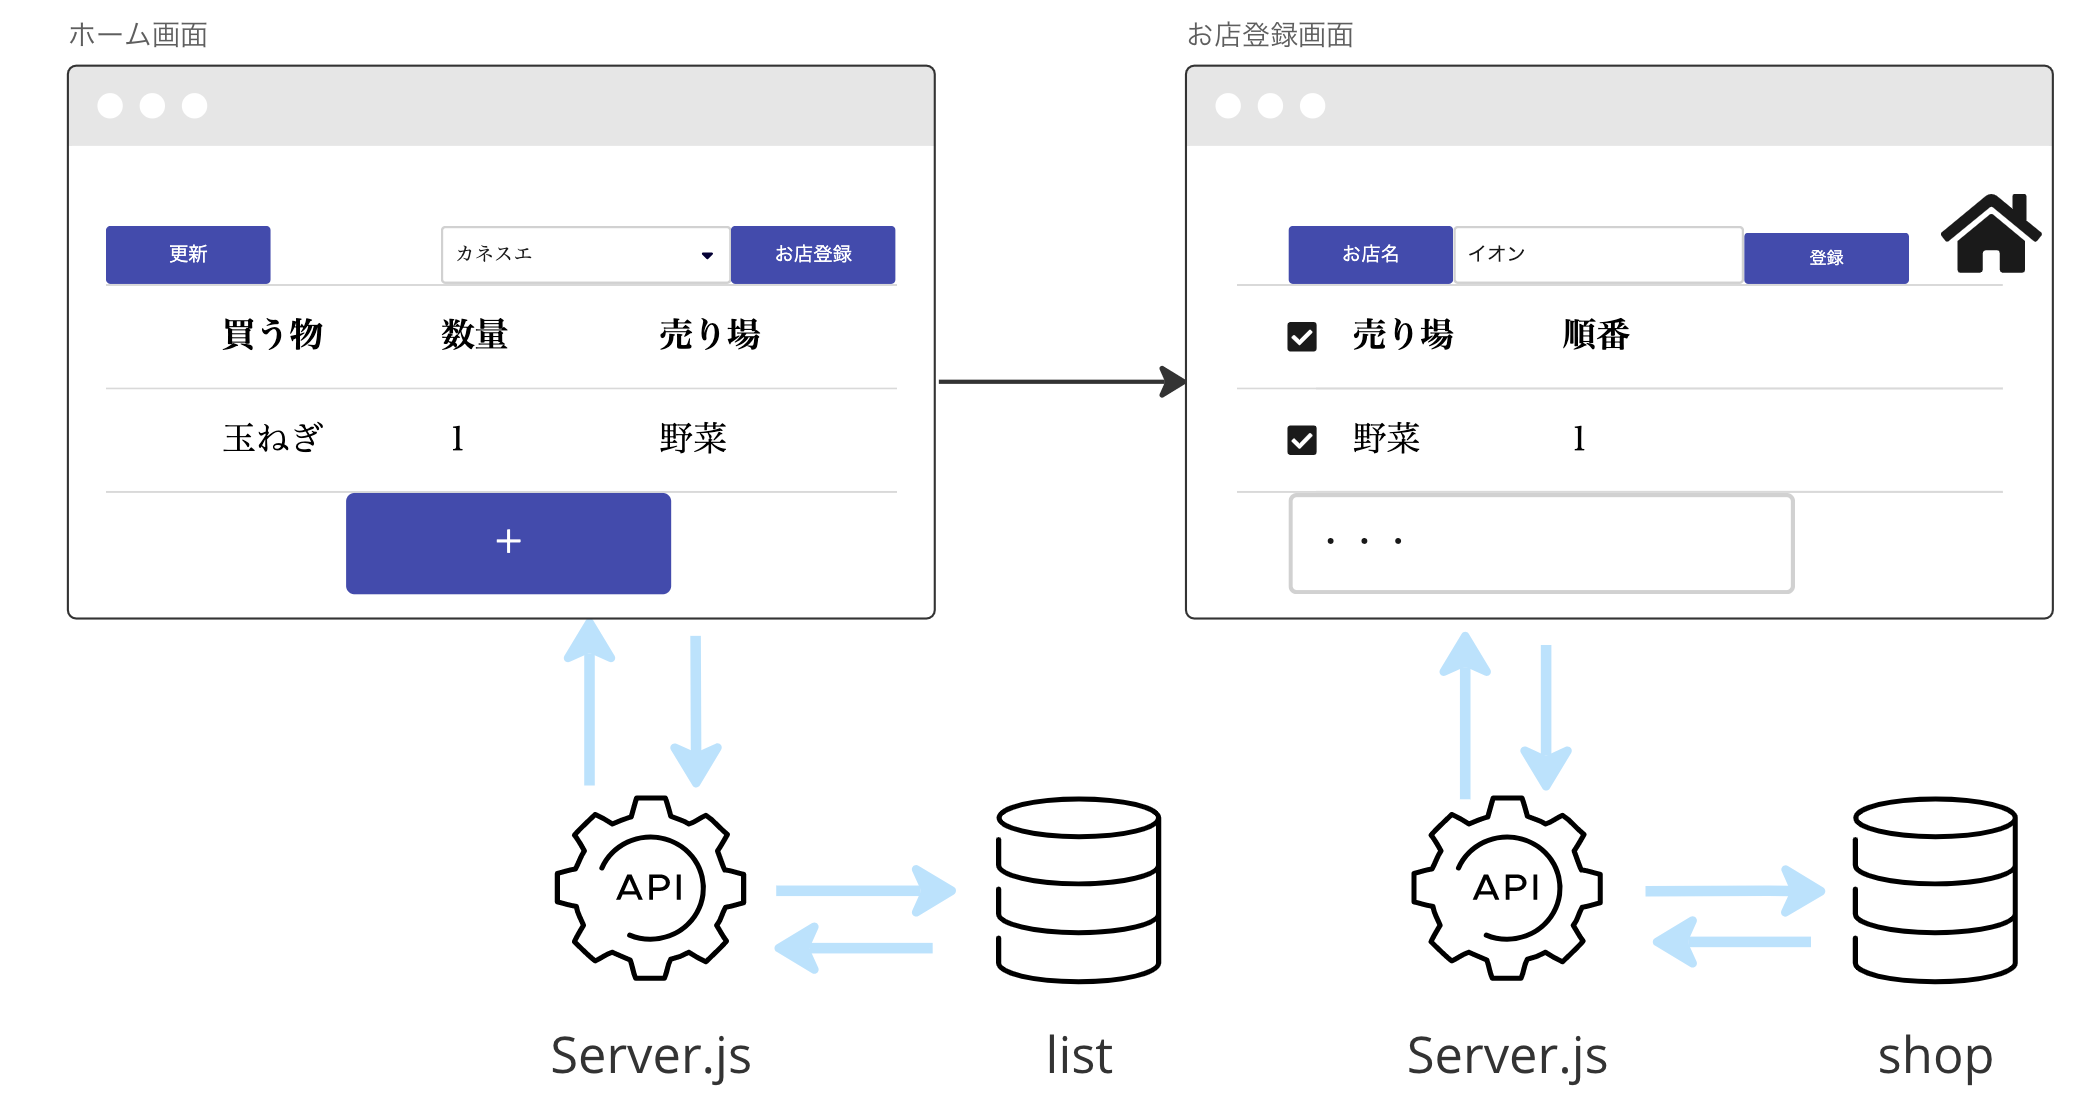 ホーム画面
更新
カネスエ
お店登録
買う物 数量 売り場
玉ねぎ 1 野菜
+
お店登録画面
お店名
イオン
登録
売り場 順番
野菜 1
・・・
API
Server.js
list
API
Server.js
shop